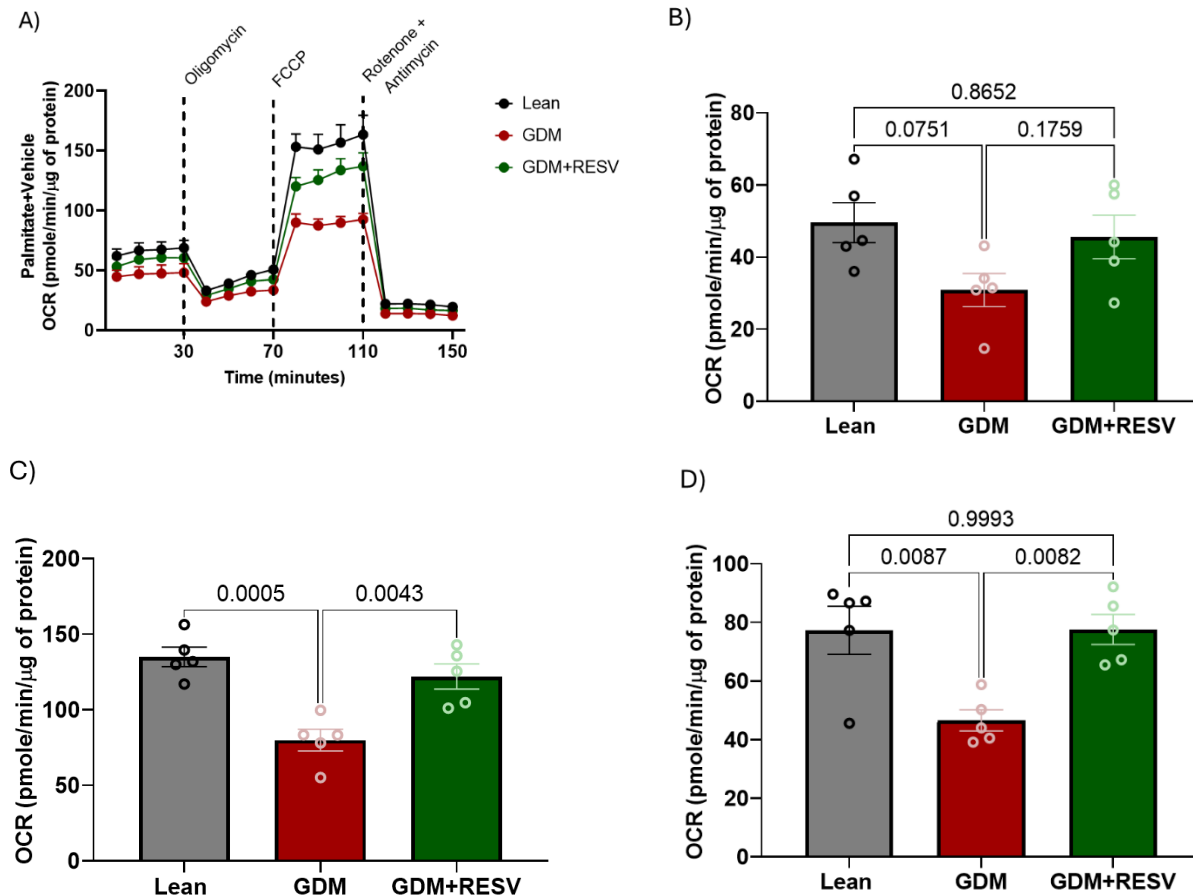 A)
Oligomycin
FCCP
Rotenone +
Antimycin
Palmitate+Vehicle
OCR (pmole/min/μg of protein)
200
150
100
50
0
30
70
110
150
Time (minutes)
Lean
GDM
GDM+RESV
B)
OCR (pmole/min/μg of protein)
80
60
40
20
0
0.8652
0.0751
0.1759
Lean
GDM
GDM+RESV
C)
OCR (pmole/min/μg of protein)
200
150
100
50
0
0.0005
0.0043
Lean
GDM
GDM+RESV
D)
OCR (pmole/min/μg of protein)
100
80
60
40
20
0
0.9993
0.0087
0.0082
Lean
GDM
GDM+RESV